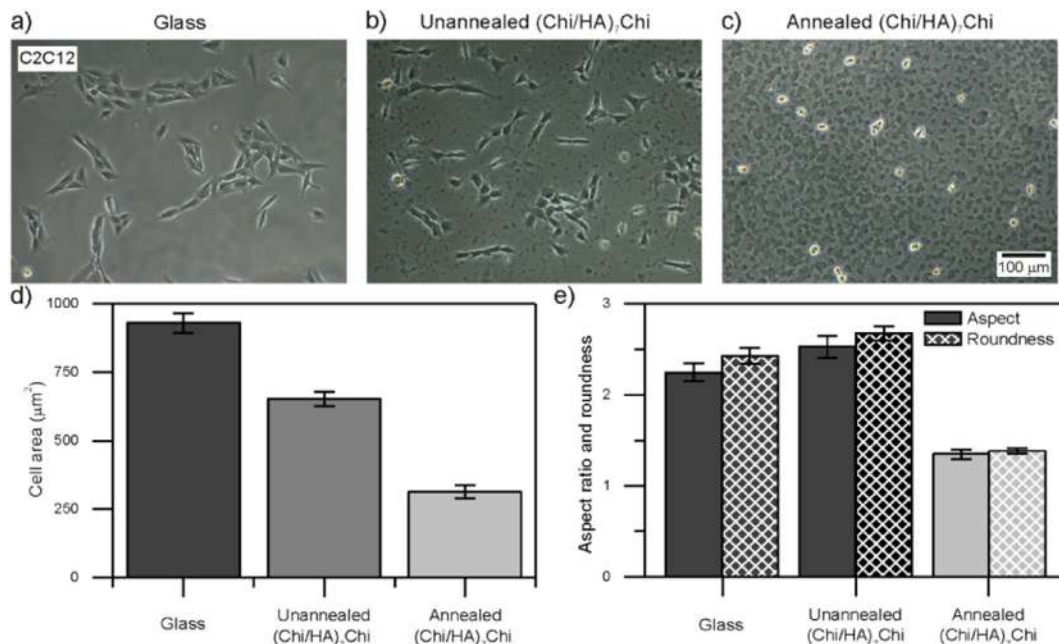 a) Glass
b) Unannealed (Chi/HA)₇Chi
c) Annealed (Chi/HA)₇Chi
C2C12
100 μm
d)
1000
750
500
250
0
Cell area (μm²)
Glass
Unannealed
(Chi/HA)₇Chi
Annealed
(Chi/HA)₇Chi
e)
3
2
1
0
Aspect ratio and roundness
Aspect
Roundness
Glass
Unannealed
(Chi/HA)₇Chi
Annealed
(Chi/HA)₇Chi